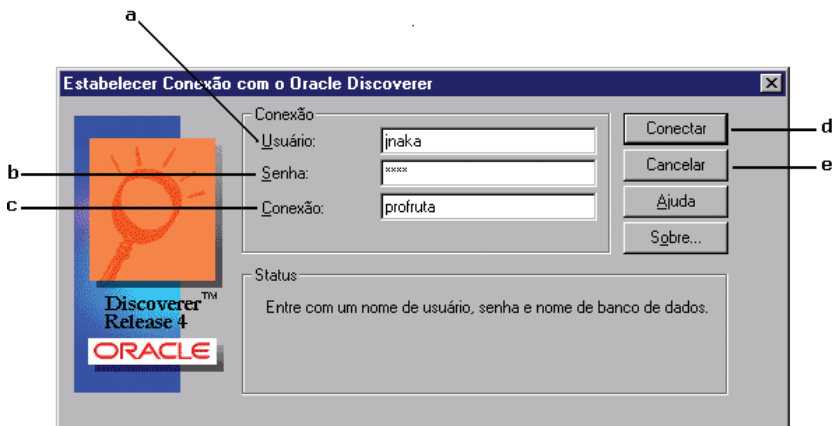 a
Estabelecer Conexão com o Oracle Discoverer
Conexão
Usuário: jnaka
Conectar
d
b
Senha: ****
Cancelar
e
c
Conexão: profruta
Ajuda
Sobre...
Status
Entre com um nome de usuário, senha e nome de banco de dados.
Discoverer™
Release 4
ORACLE